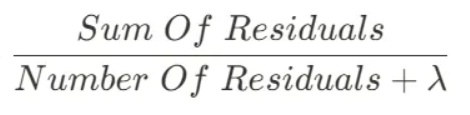 Sum Of Residuals
Number Of Residuals + λ